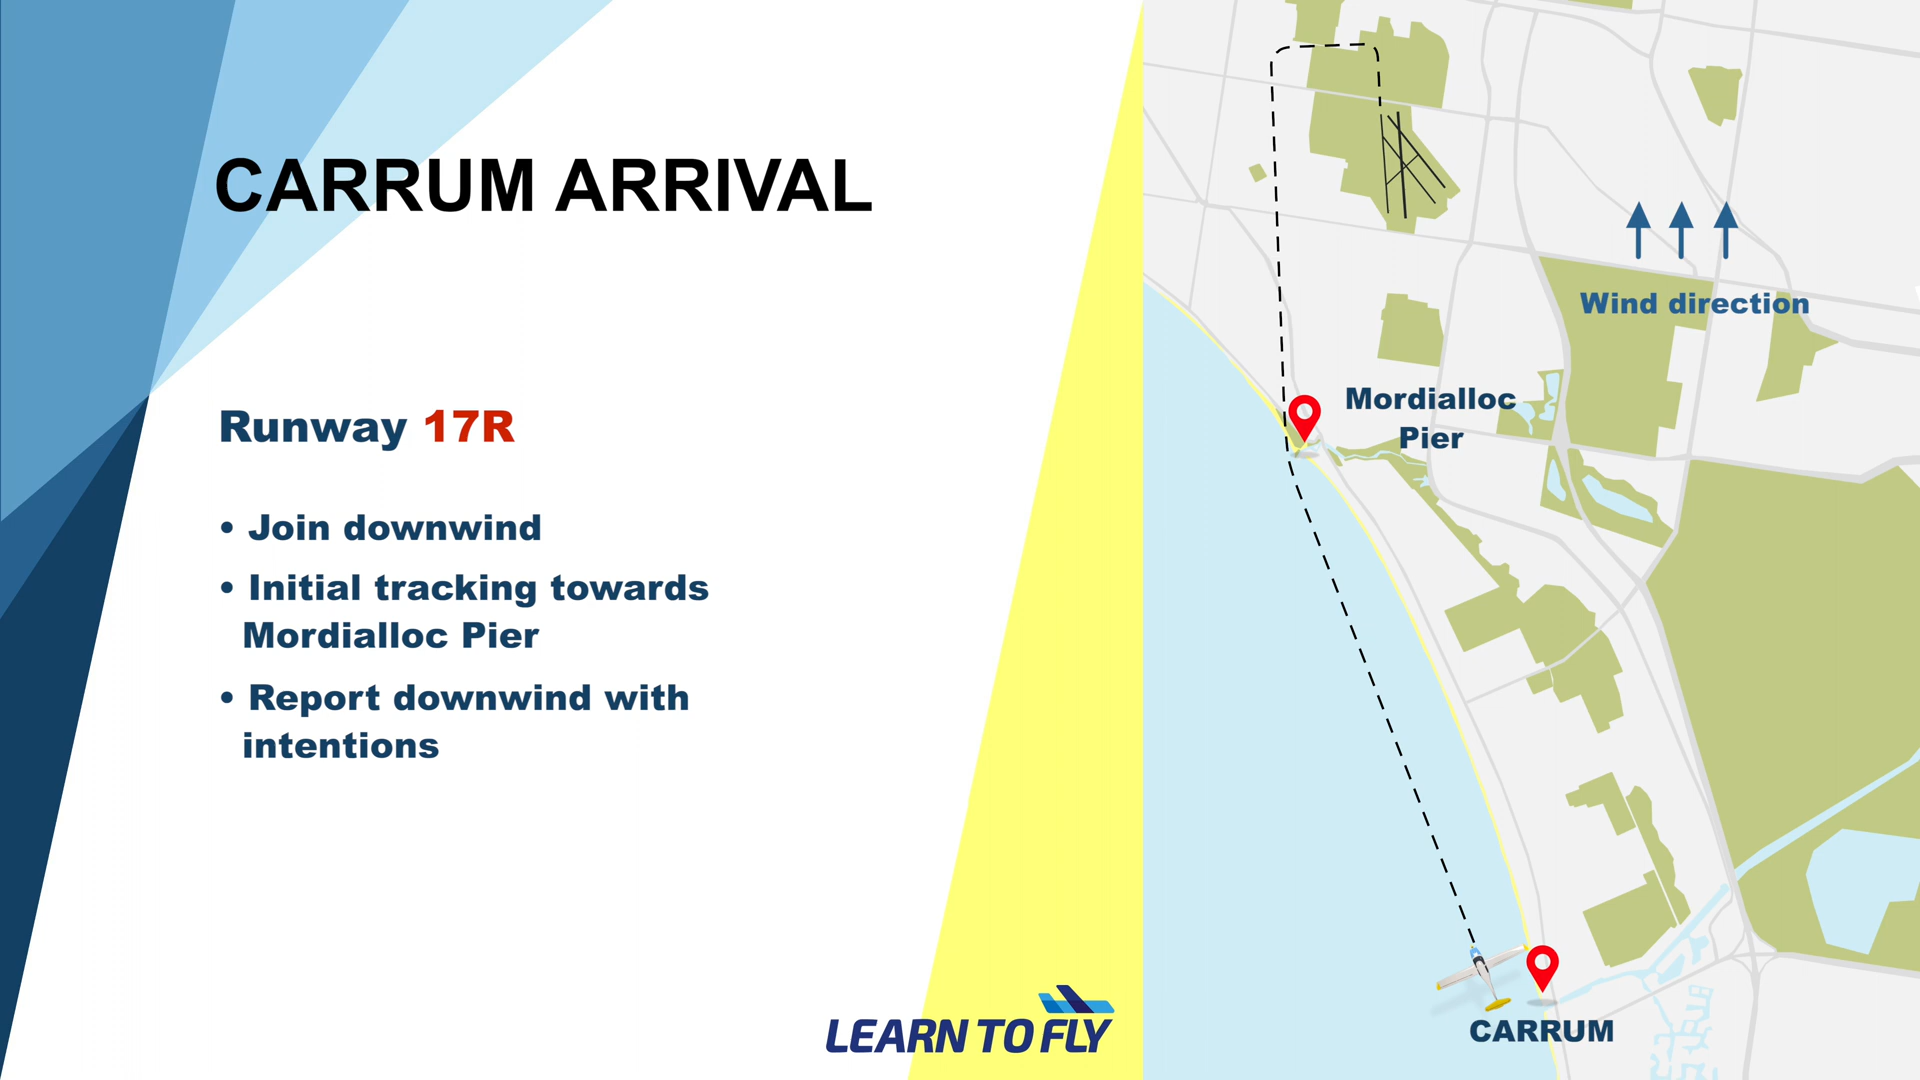 CARRUM ARRIVAL
Runway 17R
• Join downwind
• Initial tracking towards
Mordialloc Pier
• Report downwind with
intentions
LEARN TO FLY
Wind direction
Mordialloc
Pier
CARRUM